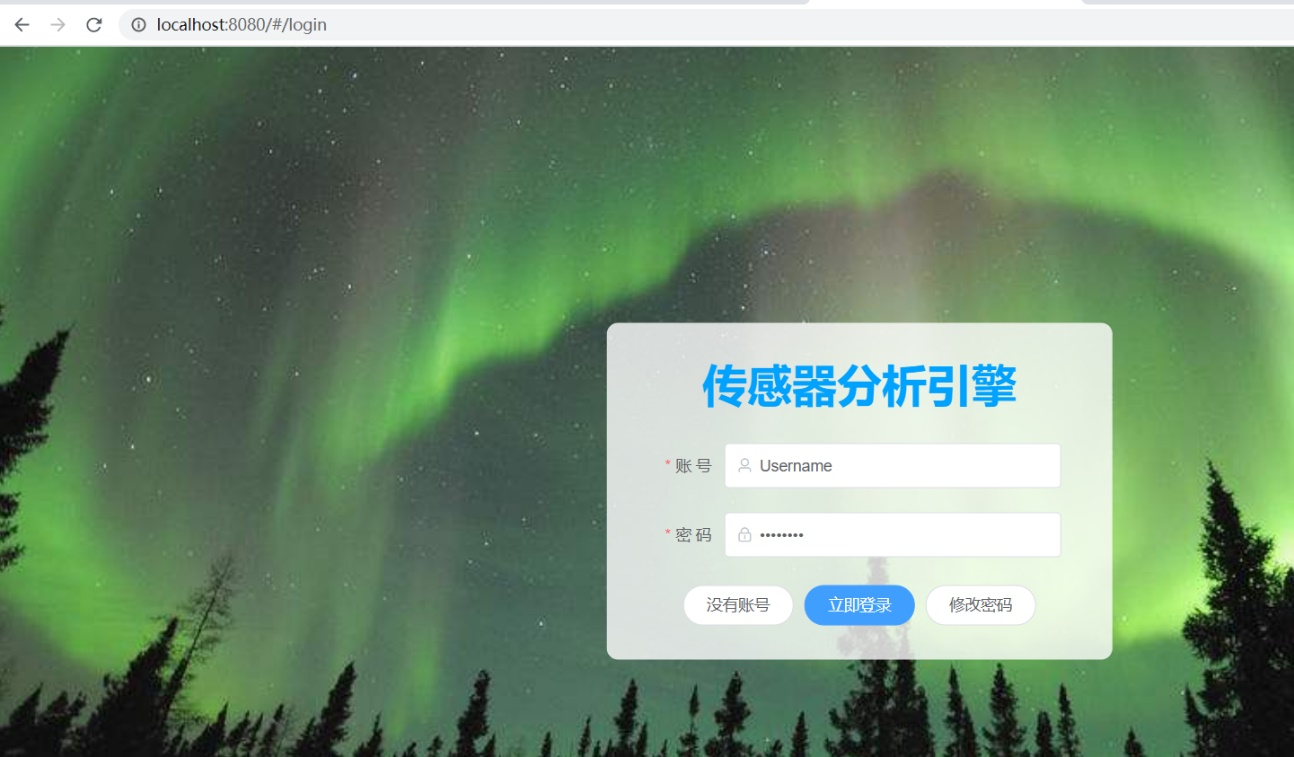 localhost:8080/#/login
传感器分析引擎
* 账 号 Username
* 密 码 ••••••••
没有账号 立即登录 修改密码